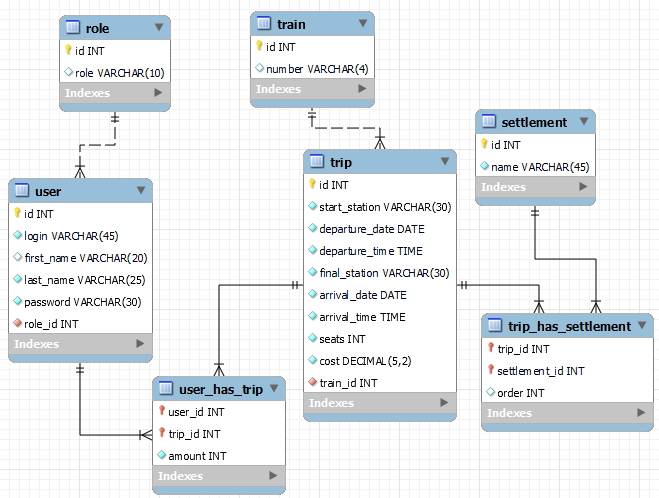 role
id INT
role VARCHAR(10)
Indexes
train
id INT
number VARCHAR(4)
Indexes
settlement
id INT
name VARCHAR(45)
Indexes
user
id INT
login VARCHAR(45)
first_name VARCHAR(20)
last_name VARCHAR(25)
password VARCHAR(30)
role_id INT
Indexes
trip
id INT
start_station VARCHAR(30)
departure_date DATE
departure_time TIME
final_station VARCHAR(30)
arrival_date DATE
arrival_time TIME
seats INT
cost DECIMAL(5,2)
train_id INT
Indexes
trip_has_settlement
trip_id INT
settlement_id INT
order INT
Indexes
user_has_trip
user_id INT
trip_id INT
amount INT
Indexes